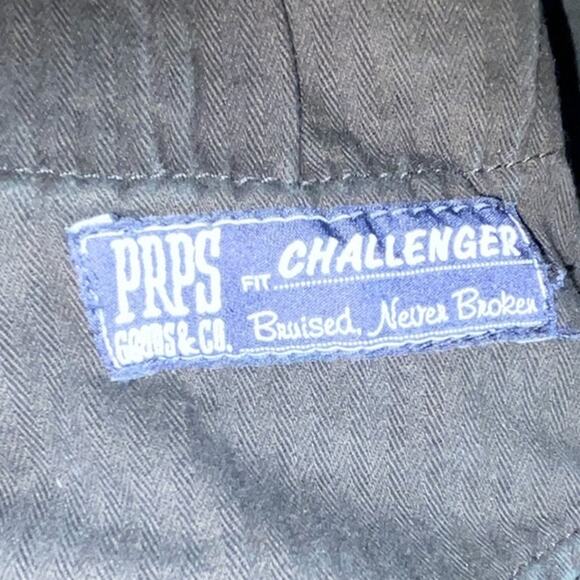 PRPS
GOODS & CO.
FIT CHALLENGER
Bruised, Never Broken